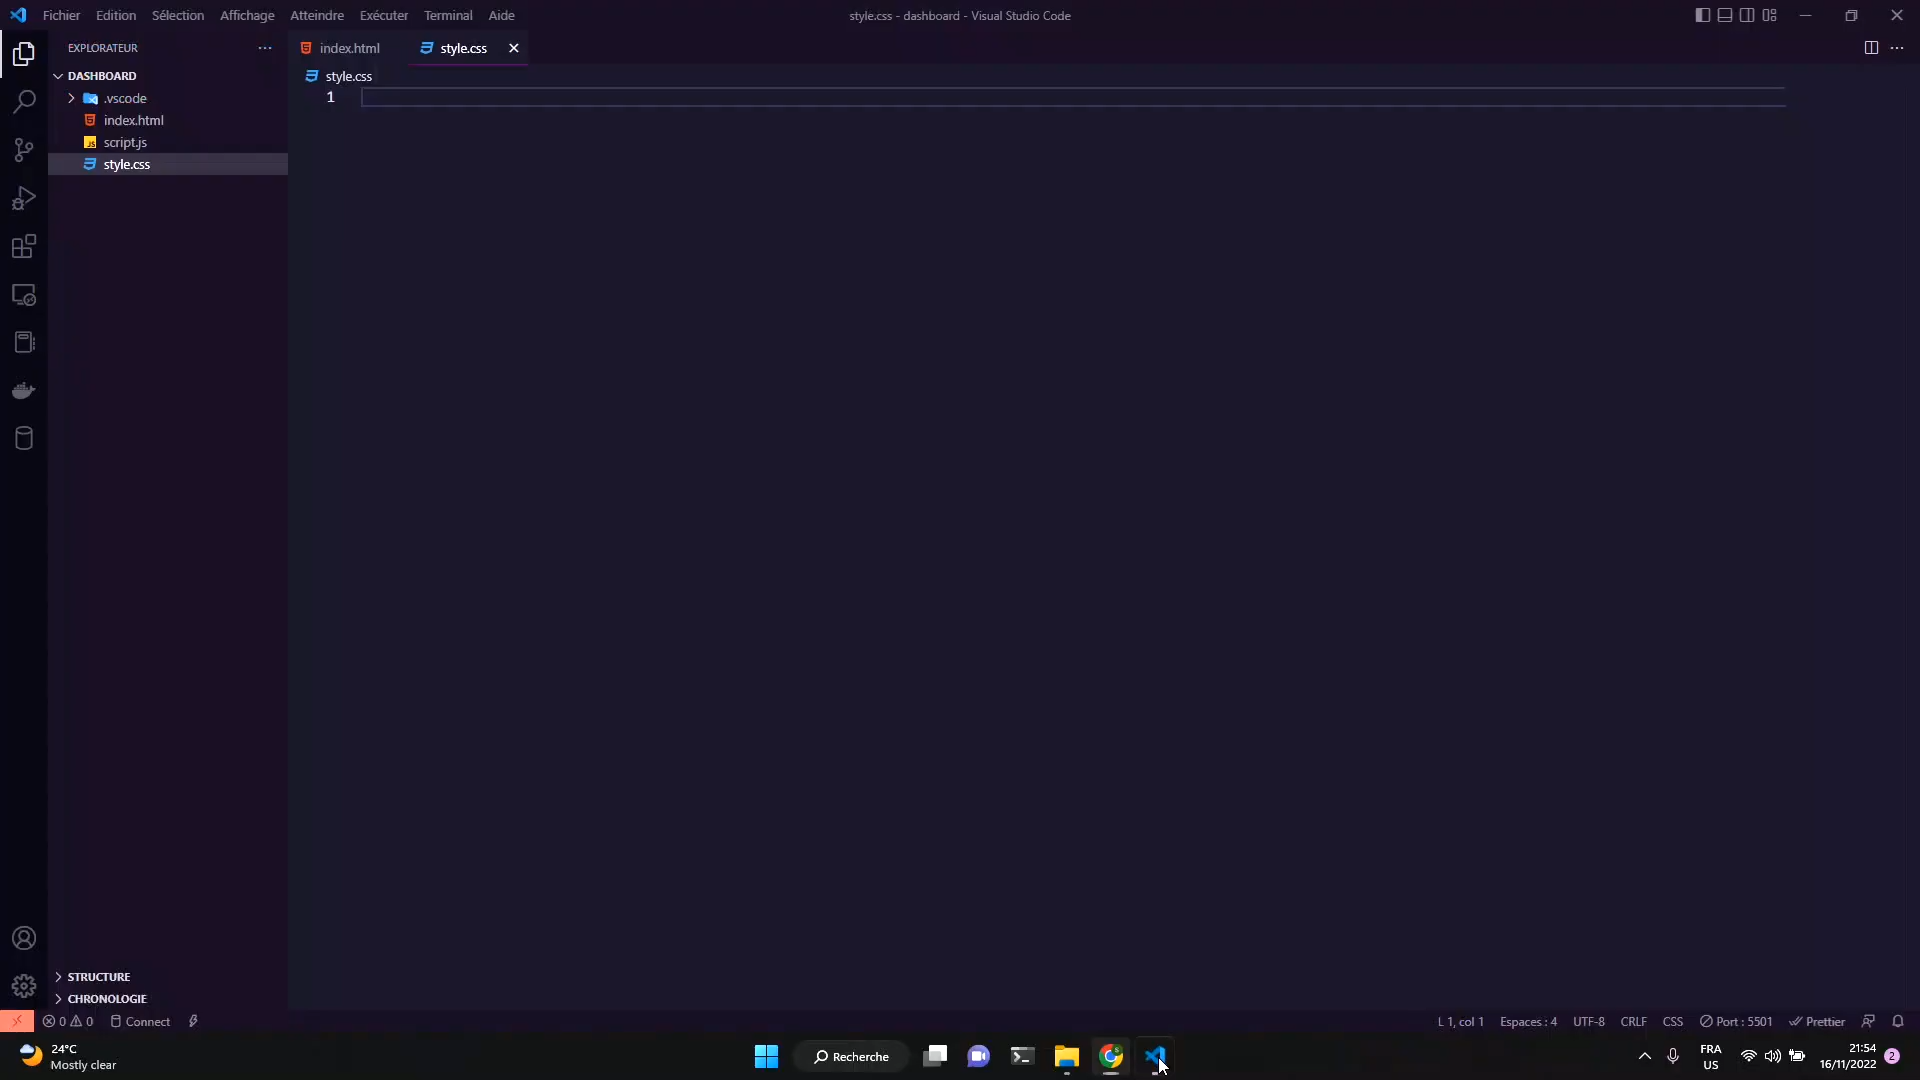 Fichier Edition Sélection Affichage Atteindre Exécuter Terminal Aide
style.css - dashboard - Visual Studio Code
EXPLORATEUR
index.html
style.css
DASHBOARD
style.css
.vscode
1
index.html
script.js
style.css
STRUCTURE
CHRONOLOGIE
0 0 Connect
L 1, col 1 Espaces : 4 UTF-8 CRLF CSS Port : 5501 Prettier
24°C
Mostly clear
Recherche
FRA
US
21:54
16/11/2022
2